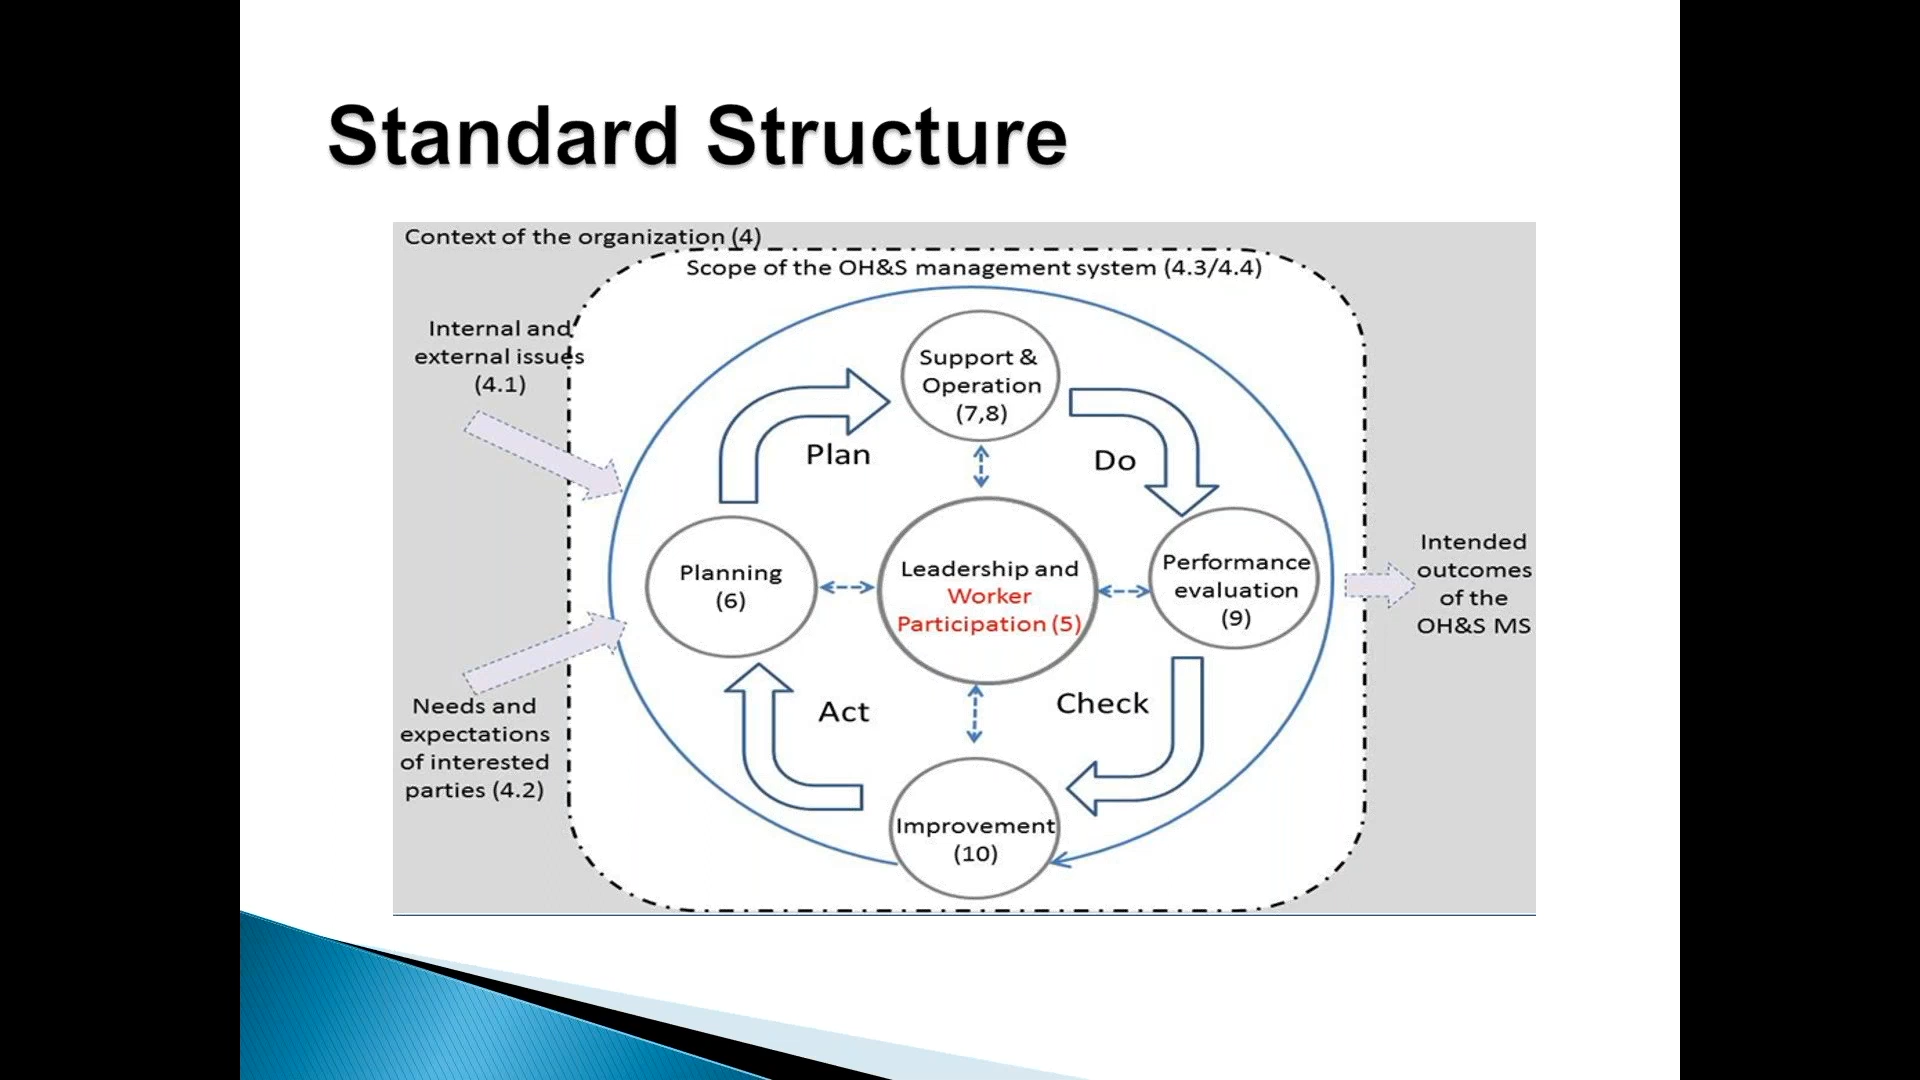 Standard Structure
Context of the organization (4)
Scope of the OH&S management system (4.3/4.4)
Internal and
external issues
(4.1)
Support &
Operation
(7,8)
Plan
Do
Planning
(6)
Leadership and
Worker
Participation (5)
Performance
evaluation
(9)
Intended
outcomes
of the
OH&S MS
Needs and
expectations
of interested
parties (4.2)
Act
Check
Improvement
(10)